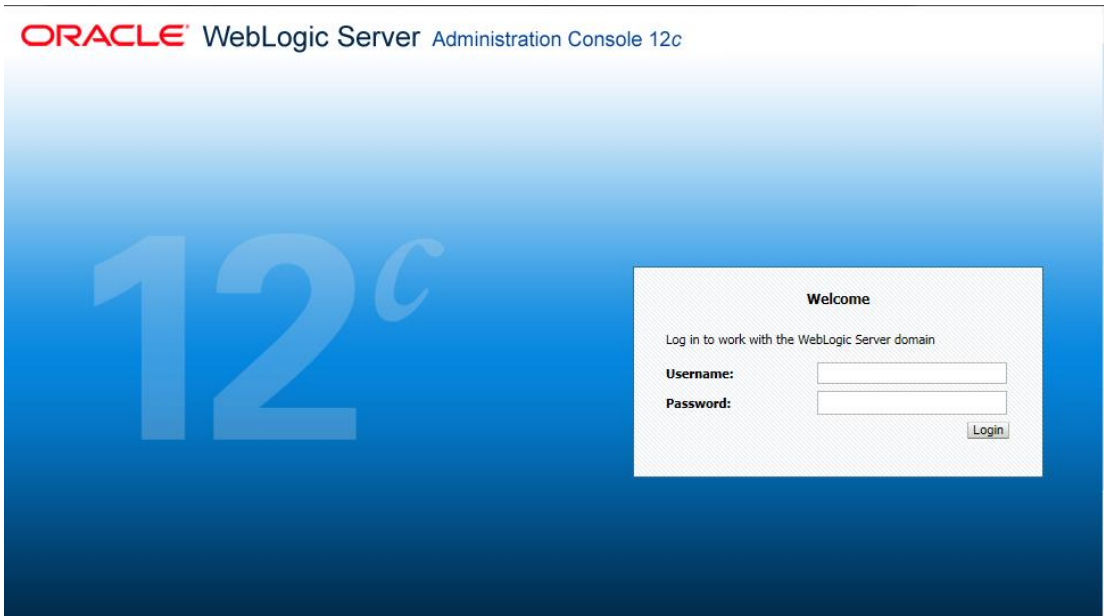 ORACLE WebLogic Server Administration Console 12c
12c
Welcome
Log in to work with the WebLogic Server domain
Username:
Password:
Login